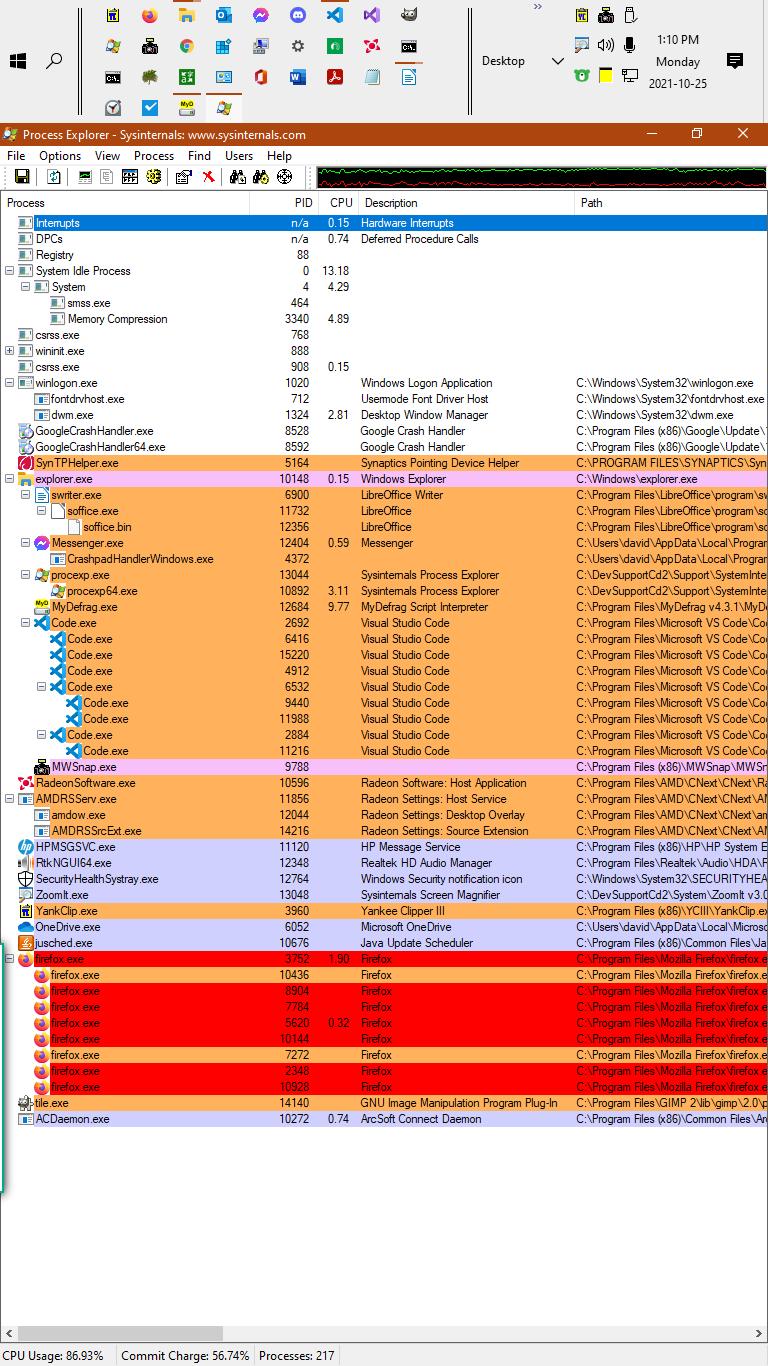 1:10 PM
Desktop
Monday
2021-10-25
Process Explorer - Sysinternals: www.sysinternals.com
File Options View Process Find Users Help
Process PID CPU Description Path
Interrupts n/a 0.15 Hardware Interrupts
DPCs n/a 0.74 Deferred Procedure Calls
Registry 88
System Idle Process 0 13.18
System 4 4.29
smss.exe 464
Memory Compression 3340 4.89
csrss.exe 768
wininit.exe 888
csrss.exe 908 0.15
winlogon.exe 1020 Windows Logon Application C:\Windows\System32\winlogon.exe
fontdrvhost.exe 712 Usermode Font Driver Host C:\Windows\System32\fontdrvhost.exe
dwm.exe 1324 2.81 Desktop Window Manager C:\Windows\System32\dwm.exe
GoogleCrashHandler.exe 8528 Google Crash Handler C:\Program Files (x86)\Google\Update\
GoogleCrashHandler64.exe 8592 Google Crash Handler C:\Program Files (x86)\Google\Update\
SynTPHelper.exe 5164 Synaptics Pointing Device Helper C:\PROGRAM FILES\SYNAPTICS\Syn
explorer.exe 10148 0.15 Windows Explorer C:\Windows\explorer.exe
swriter.exe 6900 LibreOffice Writer C:\Program Files\LibreOffice\program\sw
soffice.exe 11732 LibreOffice C:\Program Files\LibreOffice\program\so
soffice.bin 12356 LibreOffice C:\Program Files\LibreOffice\program\so
Messenger.exe 12404 0.59 Messenger C:\Users\david\AppData\Local\Program
CrashpadHandlerWindows.exe 4372 C:\Users\david\AppData\Local\Program
procexp.exe 13044 Sysinternals Process Explorer C:\DevSupportCd2\Support\SystemInte
procexp64.exe 10892 3.11 Sysinternals Process Explorer C:\DevSupportCd2\Support\SystemInte
MyDefrag.exe 12684 9.77 MyDefrag Script Interpreter C:\Program Files\MyDefrag v4.3.1\MyD
Code.exe 2692 Visual Studio Code C:\Program Files\Microsoft VS Code\Co
Code.exe 6416 Visual Studio Code C:\Program Files\Microsoft VS Code\Co
Code.exe 15220 Visual Studio Code C:\Program Files\Microsoft VS Code\Co
Code.exe 4912 Visual Studio Code C:\Program Files\Microsoft VS Code\Co
Code.exe 6532 Visual Studio Code C:\Program Files\Microsoft VS Code\Co
Code.exe 9440 Visual Studio Code C:\Program Files\Microsoft VS Code\Co
Code.exe 11988 Visual Studio Code C:\Program Files\Microsoft VS Code\Co
Code.exe 2884 Visual Studio Code C:\Program Files\Microsoft VS Code\Co
Code.exe 11216 Visual Studio Code C:\Program Files\Microsoft VS Code\Co
MWSnap.exe 9788 C:\Program Files (x86)\MWSnap\MWSn
RadeonSoftware.exe 10596 Radeon Software: Host Application C:\Program Files\AMD\CNext\CNext\Ra
AMDRSServ.exe 11856 Radeon Settings: Host Service C:\Program Files\AMD\CNext\CNext\A
amdow.exe 12044 Radeon Settings: Desktop Overlay C:\Program Files\AMD\CNext\CNext\a
AMDRSSrcExt.exe 14216 Radeon Settings: Source Extension C:\Program Files\AMD\CNext\CNext\A
HPMSGSVC.exe 11120 HP Message Service C:\Program Files (x86)\HP\HP System E
RtkNGUI64.exe 12348 Realtek HD Audio Manager C:\Program Files\Realtek\Audio\HDA\F
SecurityHealthSystray.exe 12764 Windows Security notification icon C:\Windows\System32\SECURITYHEA
ZoomIt.exe 13048 Sysinternals Screen Magnifier C:\DevSupportCd2\System\ZoomIt v3.0
YankClip.exe 3960 Yankee Clipper III C:\Program Files (x86)\YCIII\YankClip.ex
OneDrive.exe 6052 Microsoft OneDrive C:\Users\david\AppData\Local\Microso
jusched.exe 10676 Java Update Scheduler C:\Program Files (x86)\Common Files\Ja
firefox.exe 3752 1.90 Firefox C:\Program Files\Mozilla Firefox\firefox.e
firefox.exe 10436 Firefox C:\Program Files\Mozilla Firefox\firefox.e
firefox.exe 8904 Firefox C:\Program Files\Mozilla Firefox\firefox.e
firefox.exe 7784 Firefox C:\Program Files\Mozilla Firefox\firefox.e
firefox.exe 5620 0.32 Firefox C:\Program Files\Mozilla Firefox\firefox.e
firefox.exe 10144 Firefox C:\Program Files\Mozilla Firefox\firefox.e
firefox.exe 7272 Firefox C:\Program Files\Mozilla Firefox\firefox.e
firefox.exe 2348 Firefox C:\Program Files\Mozilla Firefox\firefox.e
firefox.exe 10928 Firefox C:\Program Files\Mozilla Firefox\firefox.e
tile.exe 14140 GNU Image Manipulation Program Plug-In C:\Program Files\GIMP 2\lib\gimp\2.0\p
ACDaemon.exe 10272 0.74 ArcSoft Connect Daemon C:\Program Files (x86)\Common Files\Ar
CPU Usage: 86.93% Commit Charge: 56.74% Processes: 217